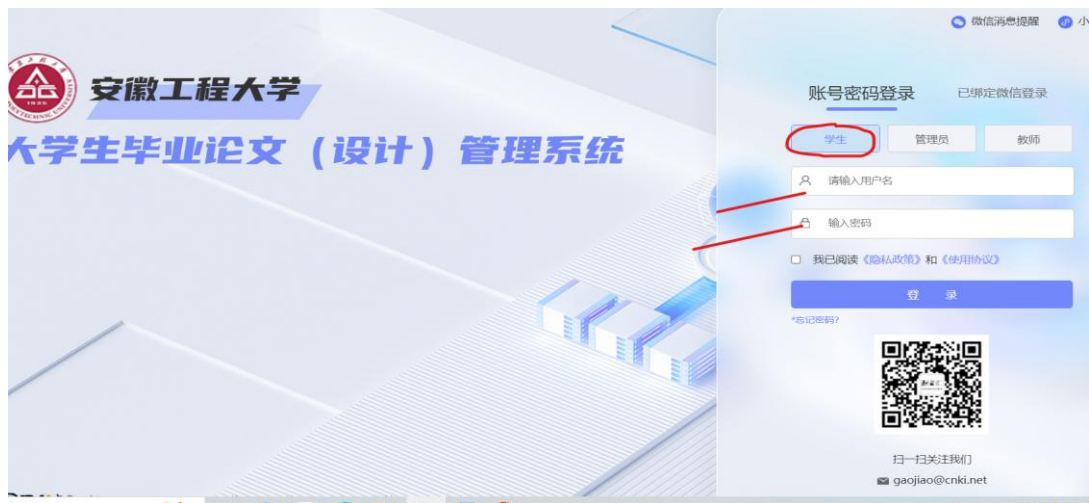 微信消息提醒 小
安徽工程大学
大学生毕业论文（设计）管理系统
账号密码登录 已绑定微信登录
学生 管理员 教师
请输入用户名
输入密码
我已阅读《隐私政策》和《使用协议》
登 录
*忘记密码?
扫一扫关注我们
gaojiao@cnki.net